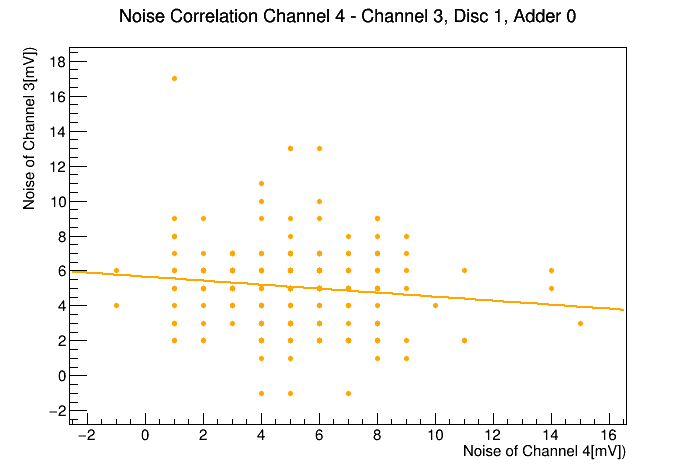 Noise Correlation Channel 4 - Channel 3, Disc 1, Adder 0
Noise of Channel 3[mV])
18
16
14
12
10
8
6
4
2
0
−2
−2 0 2 4 6 8 10 12 14 16
Noise of Channel 4[mV])